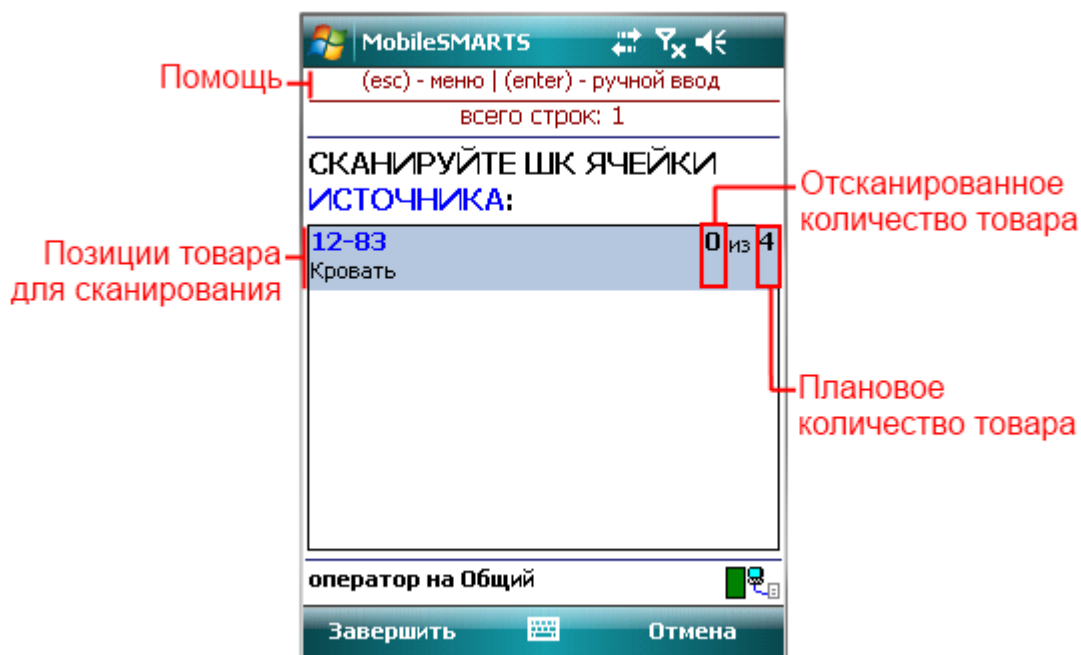 MobileSMARTS
Помощь
(esc) - меню | (enter) - ручной ввод
всего строк: 1
СКАНИРУЙТЕ ШК ЯЧЕЙКИ
ИСТОЧНИКА:
Отсканированное
количество товара
Позиции товара
для сканирования
12-83
0 из 4
Кровать
Плановое
количество товара
оператор на Общий
Завершить
Отмена